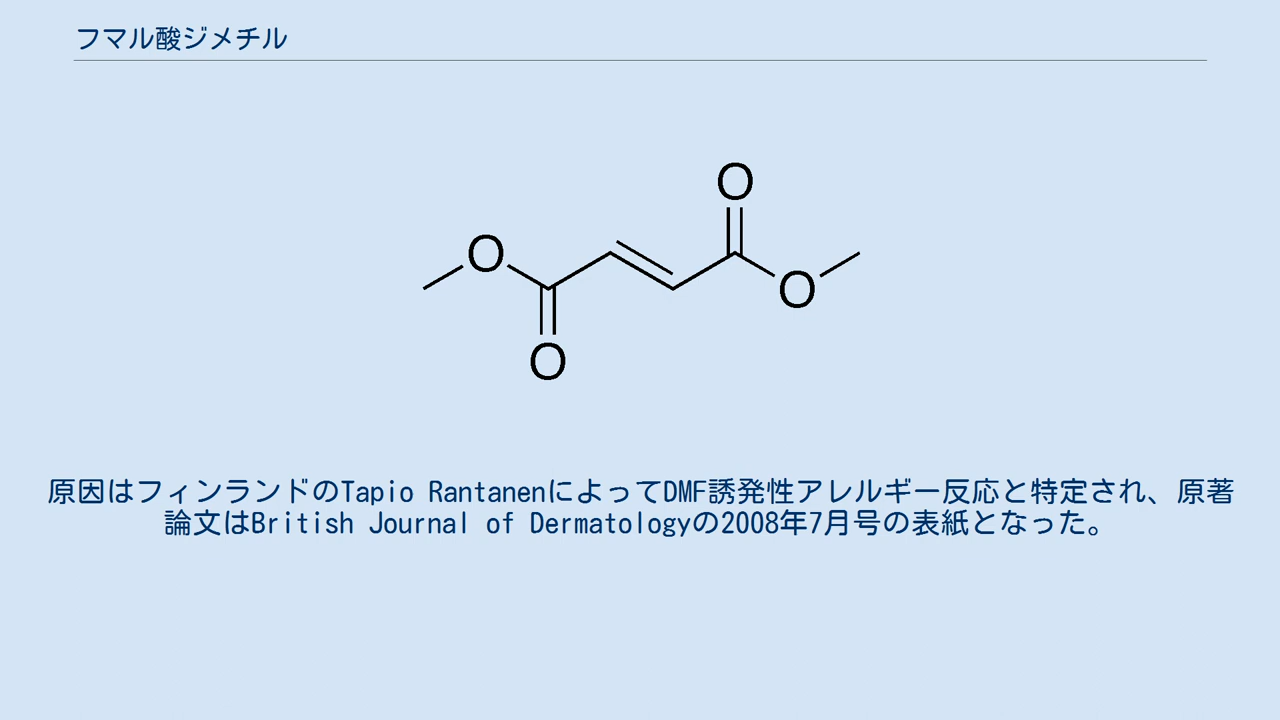 フマル酸ジメチル
O
O
O
O
原因はフィンランドのTapio RantanenによってDMF誘発性アレルギー反応と特定され、原著
論文はBritish Journal of Dermatologyの2008年7月号の表紙となった。